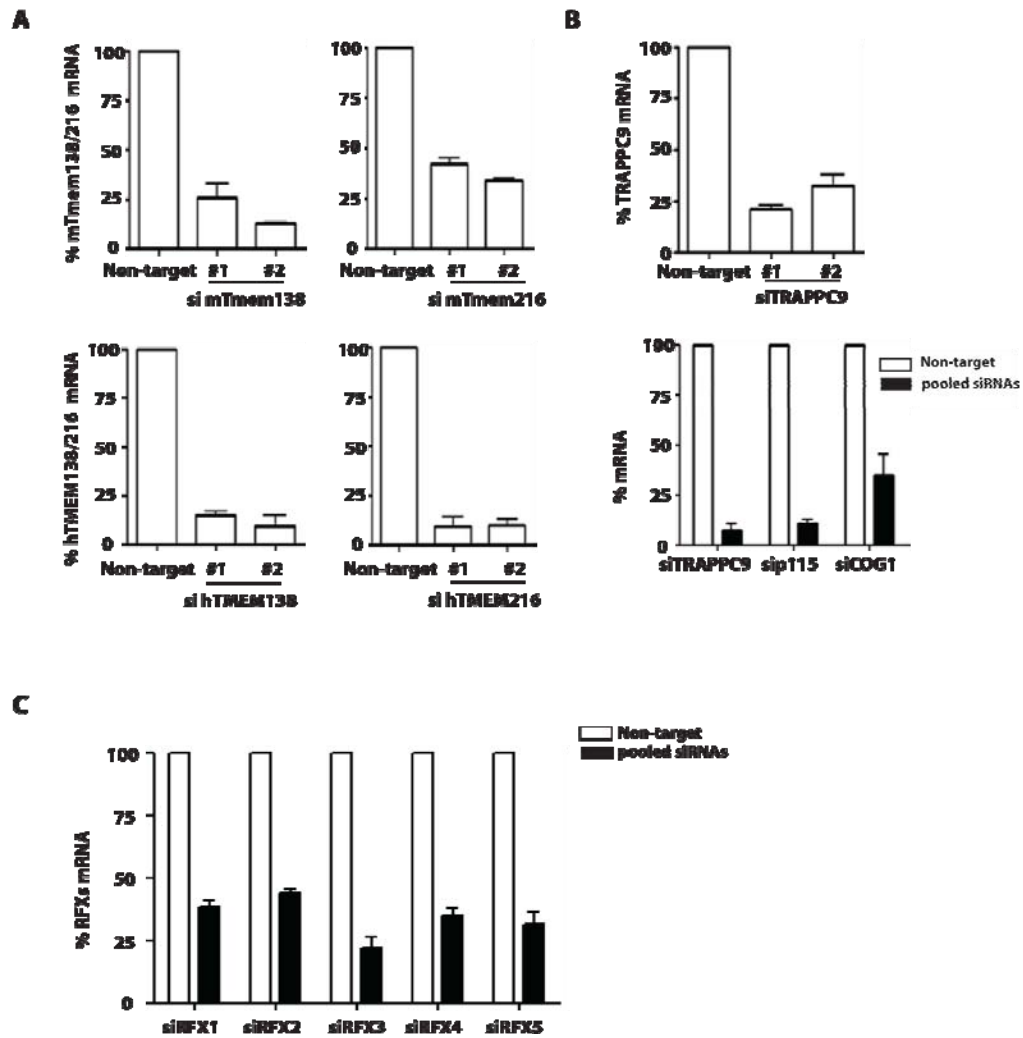 A
B
% mTmem138/216 mRNA
100
75
50
25
0
Non-target #1 #2
si mTmem138
100
75
50
25
0
Non-target #1 #2
si mTmem216
% TRAPPC9 mRNA
100
75
50
25
0
Non-target #1 #2
siTRAPPC9
% hTMEM138/216 mRNA
100
75
50
25
0
Non-target #1 #2
si hTMEM138
100
75
50
25
0
Non-target #1 #2
si hTMEM216
% mRNA
100
75
50
25
0
siTRAPPC9 sip115 siCOG1
Non-target
pooled siRNAs
C
Non-target
pooled siRNAs
% RFXs mRNA
100
75
50
25
0
siRFX1 siRFX2 siRFX3 siRFX4 siRFX5